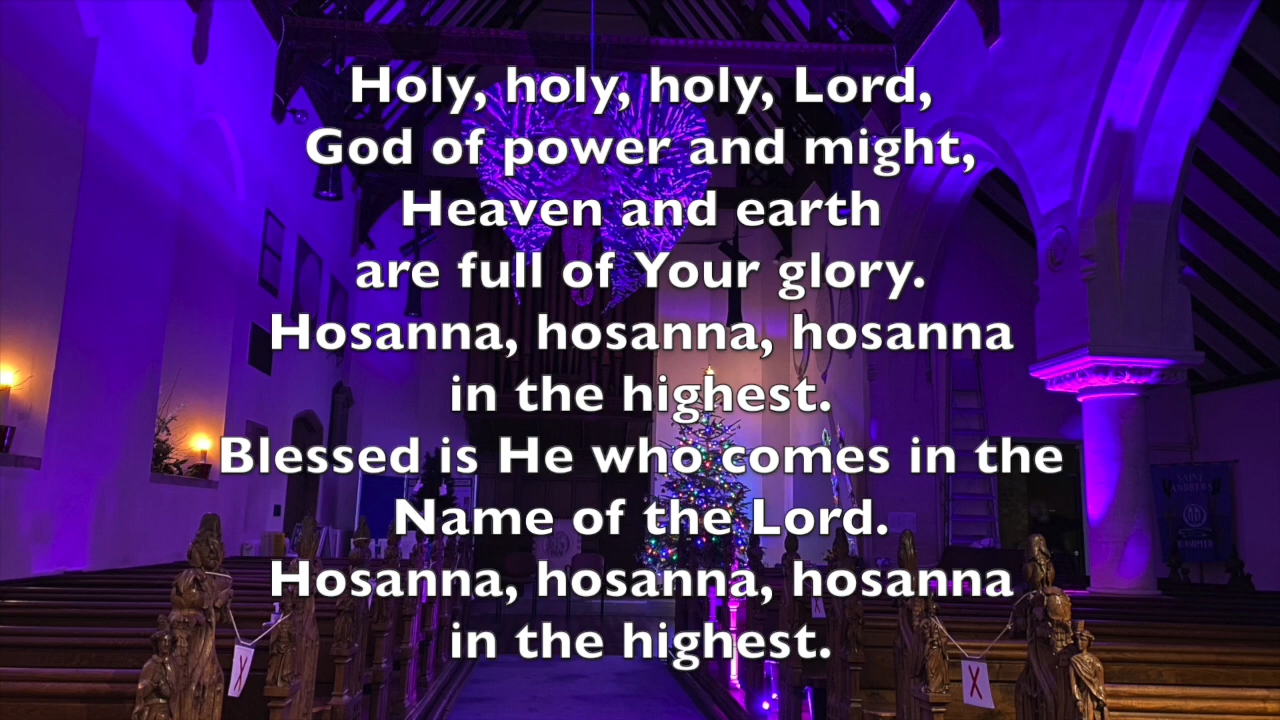 Holy, holy, holy, Lord,
God of power and might,
Heaven and earth
are full of Your glory.
Hosanna, hosanna, hosanna
in the highest.
Blessed is He who comes in the
Name of the Lord.
Hosanna, hosanna, hosanna
in the highest.
SAINT
ANDREWS
X
X
X